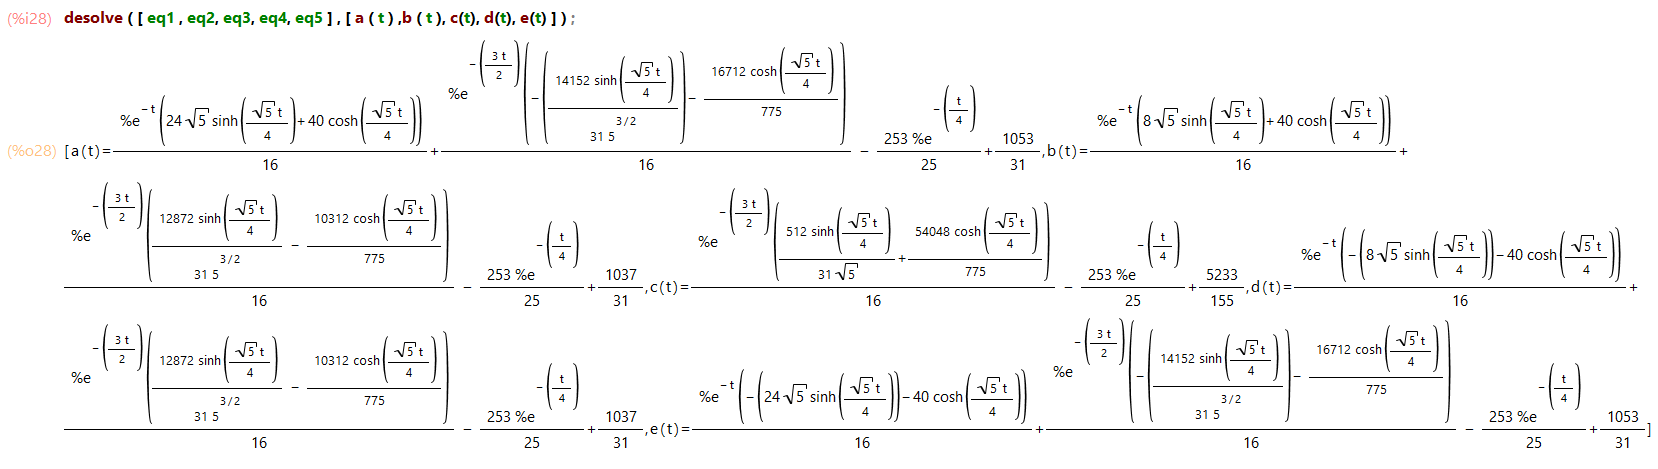 (%i28) desolve ( [ eq1 , eq2, eq3, eq4, eq5 ] , [ a ( t ) ,b ( t ), c(t), d(t), e(t) ] ) ;
(%o28) [a(t)= (%e^(-t) (24 √5 sinh(√5 t / 4) + 40 cosh(√5 t / 4))) / 16 + (%e^(-(3 t / 2)) (-(14152 sinh(√5 t / 4) / (31 5^(3/2))) - 16712 cosh(√5 t / 4) / 775)) / 16 - 253 %e^(-(t / 4)) / 25 + 1053 / 31 ,b(t)= (%e^(-t) (8 √5 sinh(√5 t / 4) + 40 cosh(√5 t / 4))) / 16 +
(%e^(-(3 t / 2)) (12872 sinh(√5 t / 4) / (31 5^(3/2)) - 10312 cosh(√5 t / 4) / 775)) / 16 - 253 %e^(-(t / 4)) / 25 + 1037 / 31 ,c(t)= (%e^(-(3 t / 2)) (512 sinh(√5 t / 4) / (31 √5) + 54048 cosh(√5 t / 4) / 775)) / 16 - 253 %e^(-(t / 4)) / 25 + 5233 / 155 ,d(t)= (%e^(-t) (-(8 √5 sinh(√5 t / 4)) - 40 cosh(√5 t / 4))) / 16 +
(%e^(-(3 t / 2)) (12872 sinh(√5 t / 4) / (31 5^(3/2)) - 10312 cosh(√5 t / 4) / 775)) / 16 - 253 %e^(-(t / 4)) / 25 + 1037 / 31 ,e(t)= (%e^(-t) (-(24 √5 sinh(√5 t / 4)) - 40 cosh(√5 t / 4))) / 16 + (%e^(-(3 t / 2)) (-(14152 sinh(√5 t / 4) / (31 5^(3/2))) - 16712 cosh(√5 t / 4) / 775)) / 16 - 253 %e^(-(t / 4)) / 25 + 1053 / 31 ]